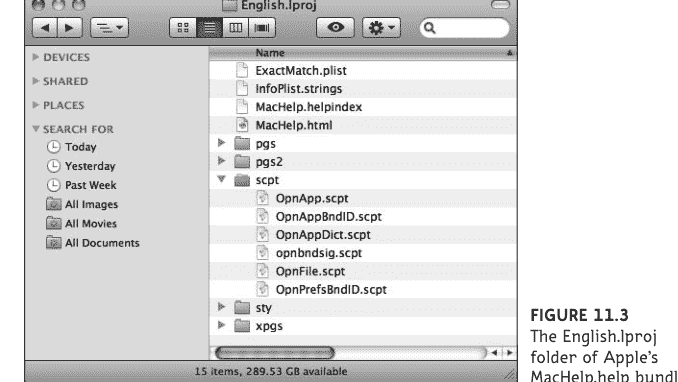 English.lproj
DEVICES
SHARED
PLACES
SEARCH FOR
Today
Yesterday
Past Week
All Images
All Movies
All Documents
Name
ExactMatch.plist
InfoPlist.strings
MacHelp.helpindex
MacHelp.html
pgs
pgs2
scpt
OpnApp.scpt
OpnAppBndID.scpt
OpnAppDict.scpt
opnbndsig.scpt
OpnFile.scpt
OpnPrefsBndID.scpt
sty
xpgs
15 items, 289.53 GB available
FIGURE 11.3
The English.lproj
folder of Apple's
MacHelp.help bundl